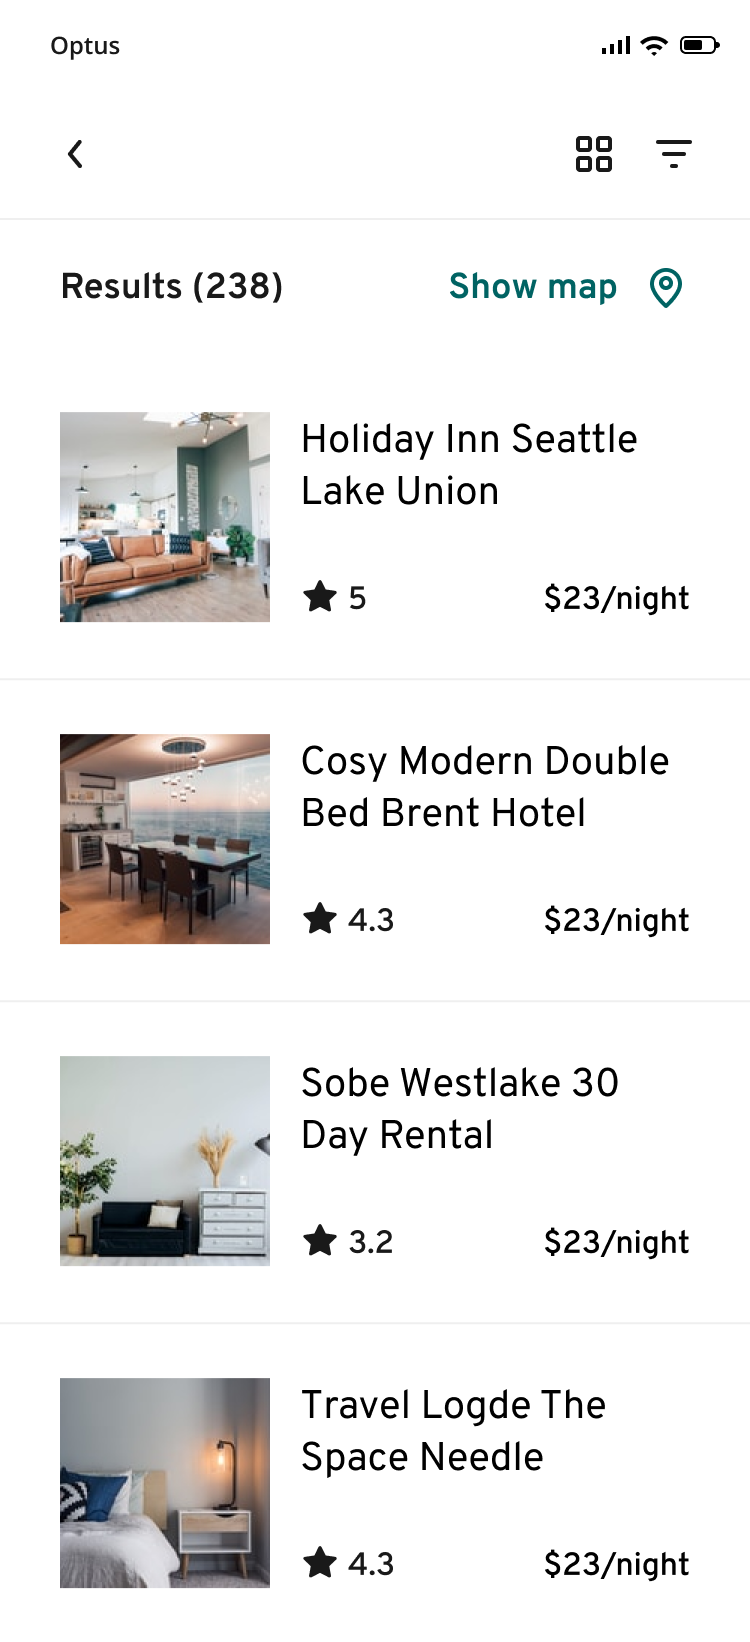 Optus
Results (238)
Show map
Holiday Inn Seattle
Lake Union
5
$23/night
Cosy Modern Double
Bed Brent Hotel
4.3
$23/night
Sobe Westlake 30
Day Rental
3.2
$23/night
Travel Logde The
Space Needle
4.3
$23/night